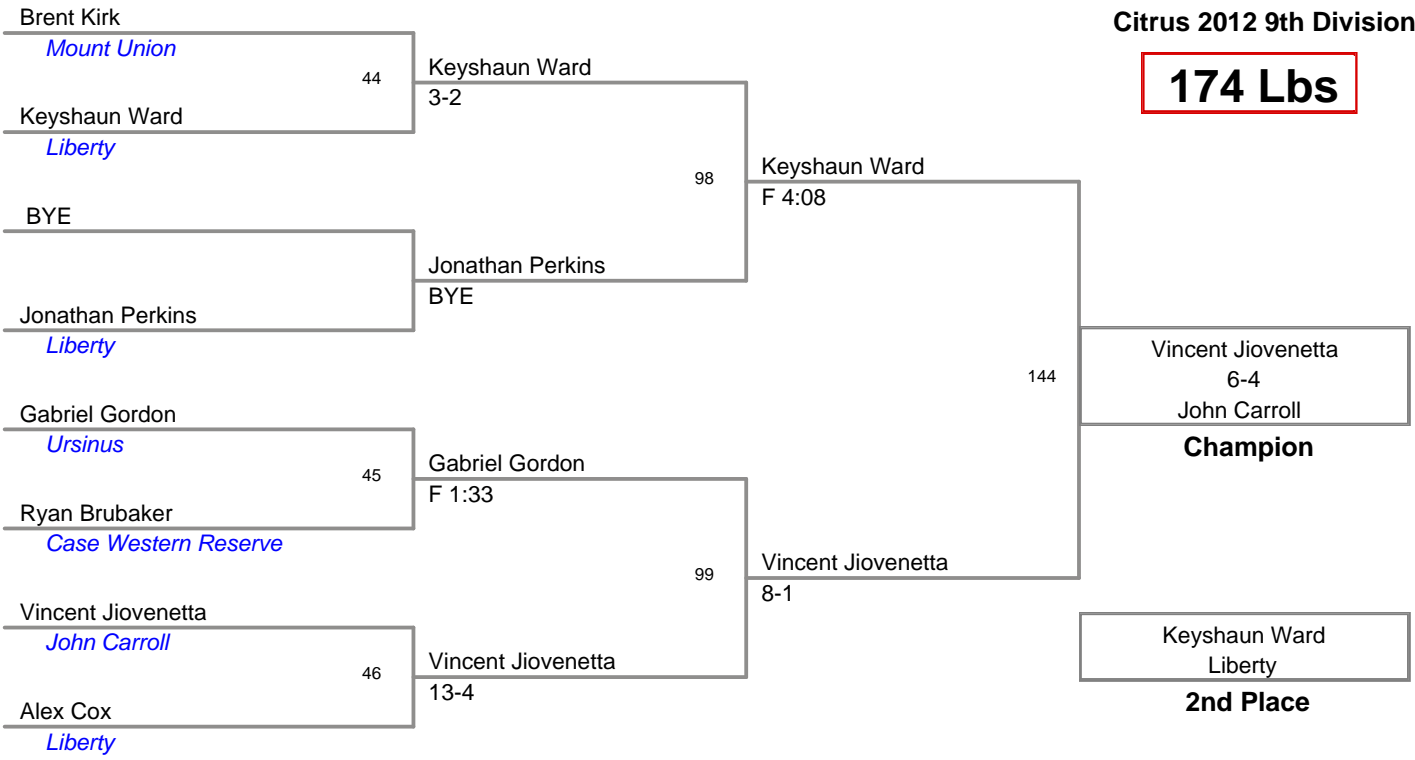 Citrus 2012 9th Division
174 Lbs
Brent Kirk
Mount Union
44
Keyshaun Ward
Liberty
Keyshaun Ward
3-2
BYE
Jonathan Perkins
Liberty
Jonathan Perkins
BYE
98
Keyshaun Ward
F 4:08
Gabriel Gordon
Ursinus
45
Ryan Brubaker
Case Western Reserve
Gabriel Gordon
F 1:33
Vincent Jiovenetta
John Carroll
46
Alex Cox
Liberty
Vincent Jiovenetta
13-4
99
Vincent Jiovenetta
8-1
144
Vincent Jiovenetta
6-4
John Carroll
Champion
Keyshaun Ward
Liberty
2nd Place